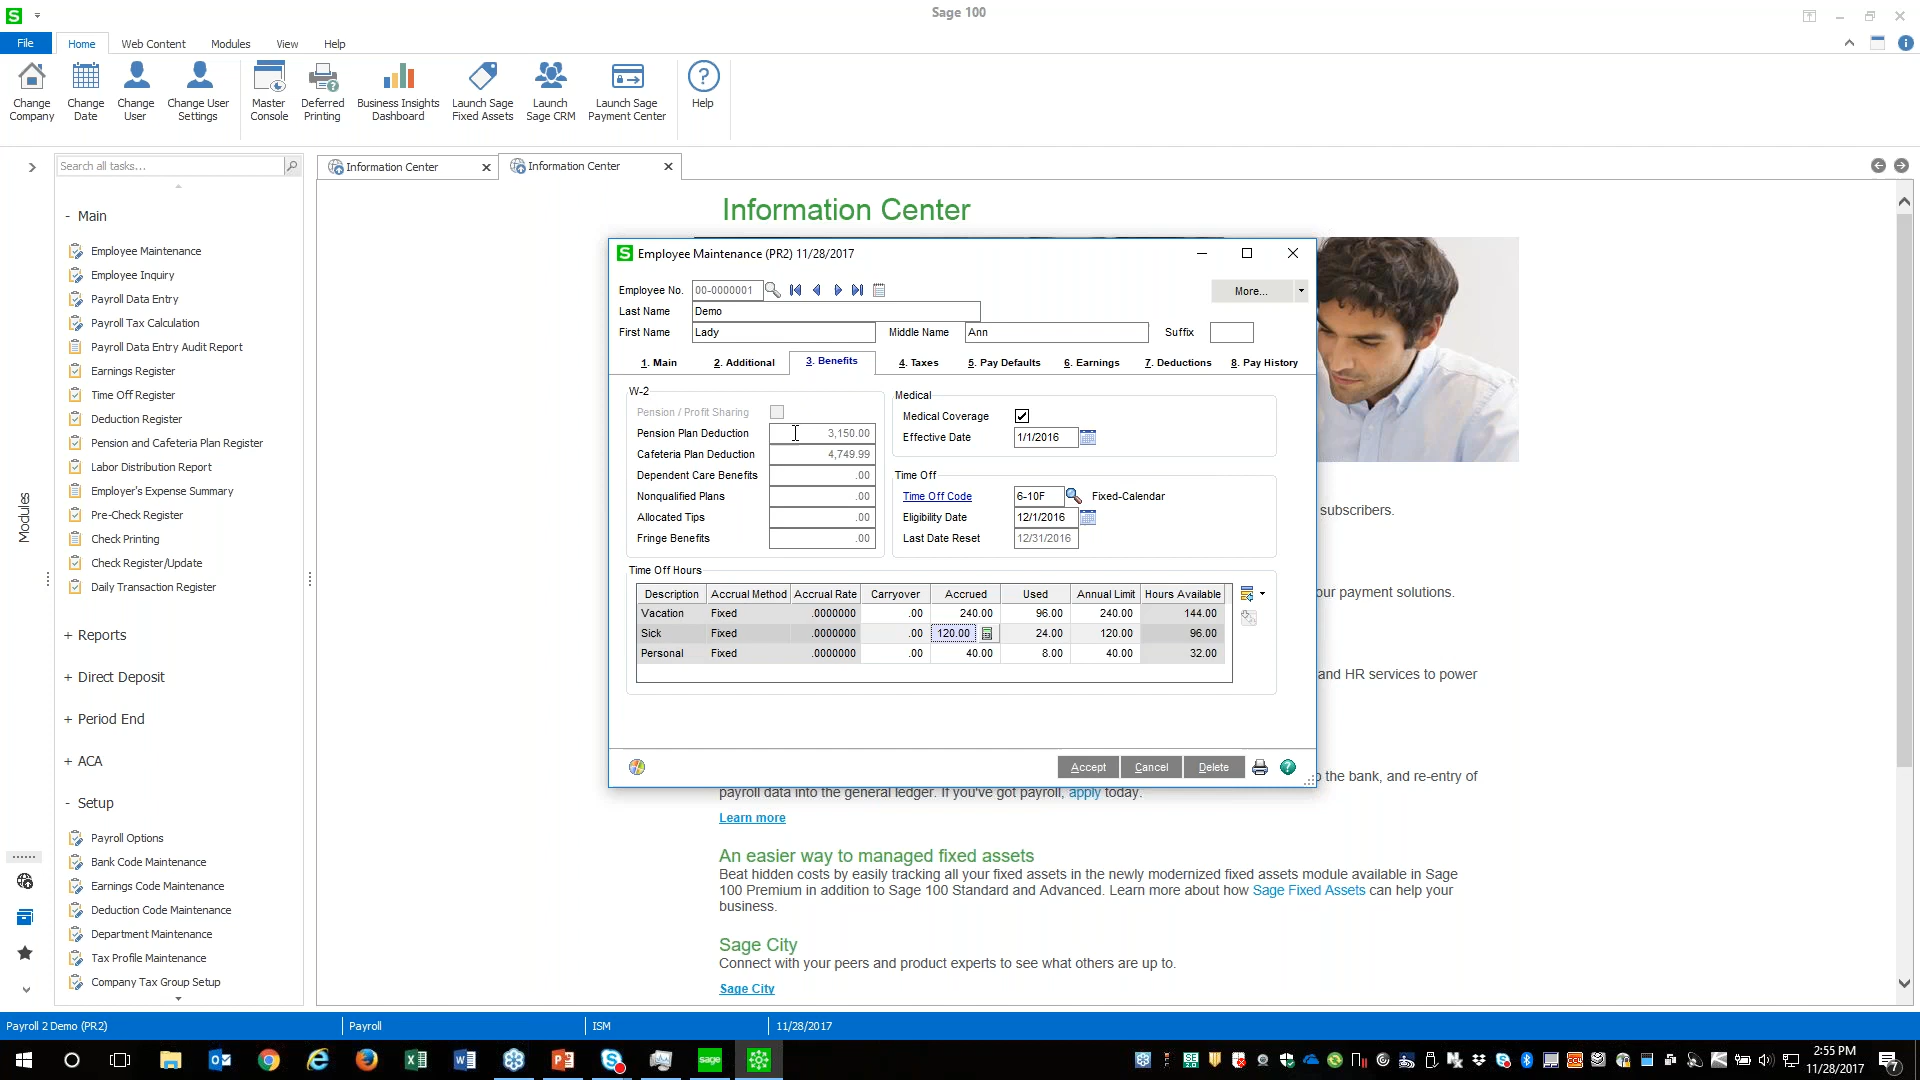 Sage 100
File
Home
Web Content
Modules
View
Help
Change Company
Change Date
Change User
Change User Settings
Master Console
Deferred Printing
Business Insights Dashboard
Launch Sage Fixed Assets
Launch Sage CRM
Launch Sage Payment Center
Help
Search all tasks...
Information Center
Information Center
Modules
- Main
Employee Maintenance
Employee Inquiry
Payroll Data Entry
Payroll Tax Calculation
Payroll Data Entry Audit Report
Earnings Register
Time Off Register
Deduction Register
Pension and Cafeteria Plan Register
Labor Distribution Report
Employer's Expense Summary
Pre-Check Register
Check Printing
Check Register/Update
Daily Transaction Register
+ Reports
+ Direct Deposit
+ Period End
+ ACA
- Setup
Payroll Options
Bank Code Maintenance
Earnings Code Maintenance
Deduction Code Maintenance
Department Maintenance
Tax Profile Maintenance
Company Tax Group Setup
Information Center
Employee Maintenance (PR2) 11/28/2017
Employee No. 00-0000001
More...
Last Name Demo
First Name Lady Middle Name Ann Suffix
1. Main 2. Additional 3. Benefits 4. Taxes 5. Pay Defaults 6. Earnings 7. Deductions 8. Pay History
W-2
Pension / Profit Sharing
Pension Plan Deduction 3,150.00
Cafeteria Plan Deduction 4,749.99
Dependent Care Benefits .00
Nonqualified Plans .00
Allocated Tips .00
Fringe Benefits .00
Medical
Medical Coverage
Effective Date 1/1/2016
Time Off
Time Off Code 6-10F Fixed-Calendar
Eligibility Date 12/1/2016
Last Date Reset 12/31/2016
Time Off Hours
Description Accrual Method Accrual Rate Carryover Accrued Used Annual Limit Hours Available
Vacation Fixed .0000000 .00 240.00 96.00 240.00 144.00
Sick Fixed .0000000 .00 120.00 24.00 120.00 96.00
Personal Fixed .0000000 .00 40.00 8.00 40.00 32.00
Accept Cancel Delete
subscribers.
our payment solutions.
and HR services to power
the bank, and re-entry of
payroll data into the general ledger. If you've got payroll, apply today.
Learn more
An easier way to managed fixed assets
Beat hidden costs by easily tracking all your fixed assets in the newly modernized fixed assets module available in Sage
100 Premium in addition to Sage 100 Standard and Advanced. Learn more about how Sage Fixed Assets can help your
business.
Sage City
Connect with your peers and product experts to see what others are up to.
Sage City
Payroll 2 Demo (PR2) Payroll ISM 11/28/2017
sage
2:55 PM
11/28/2017
7